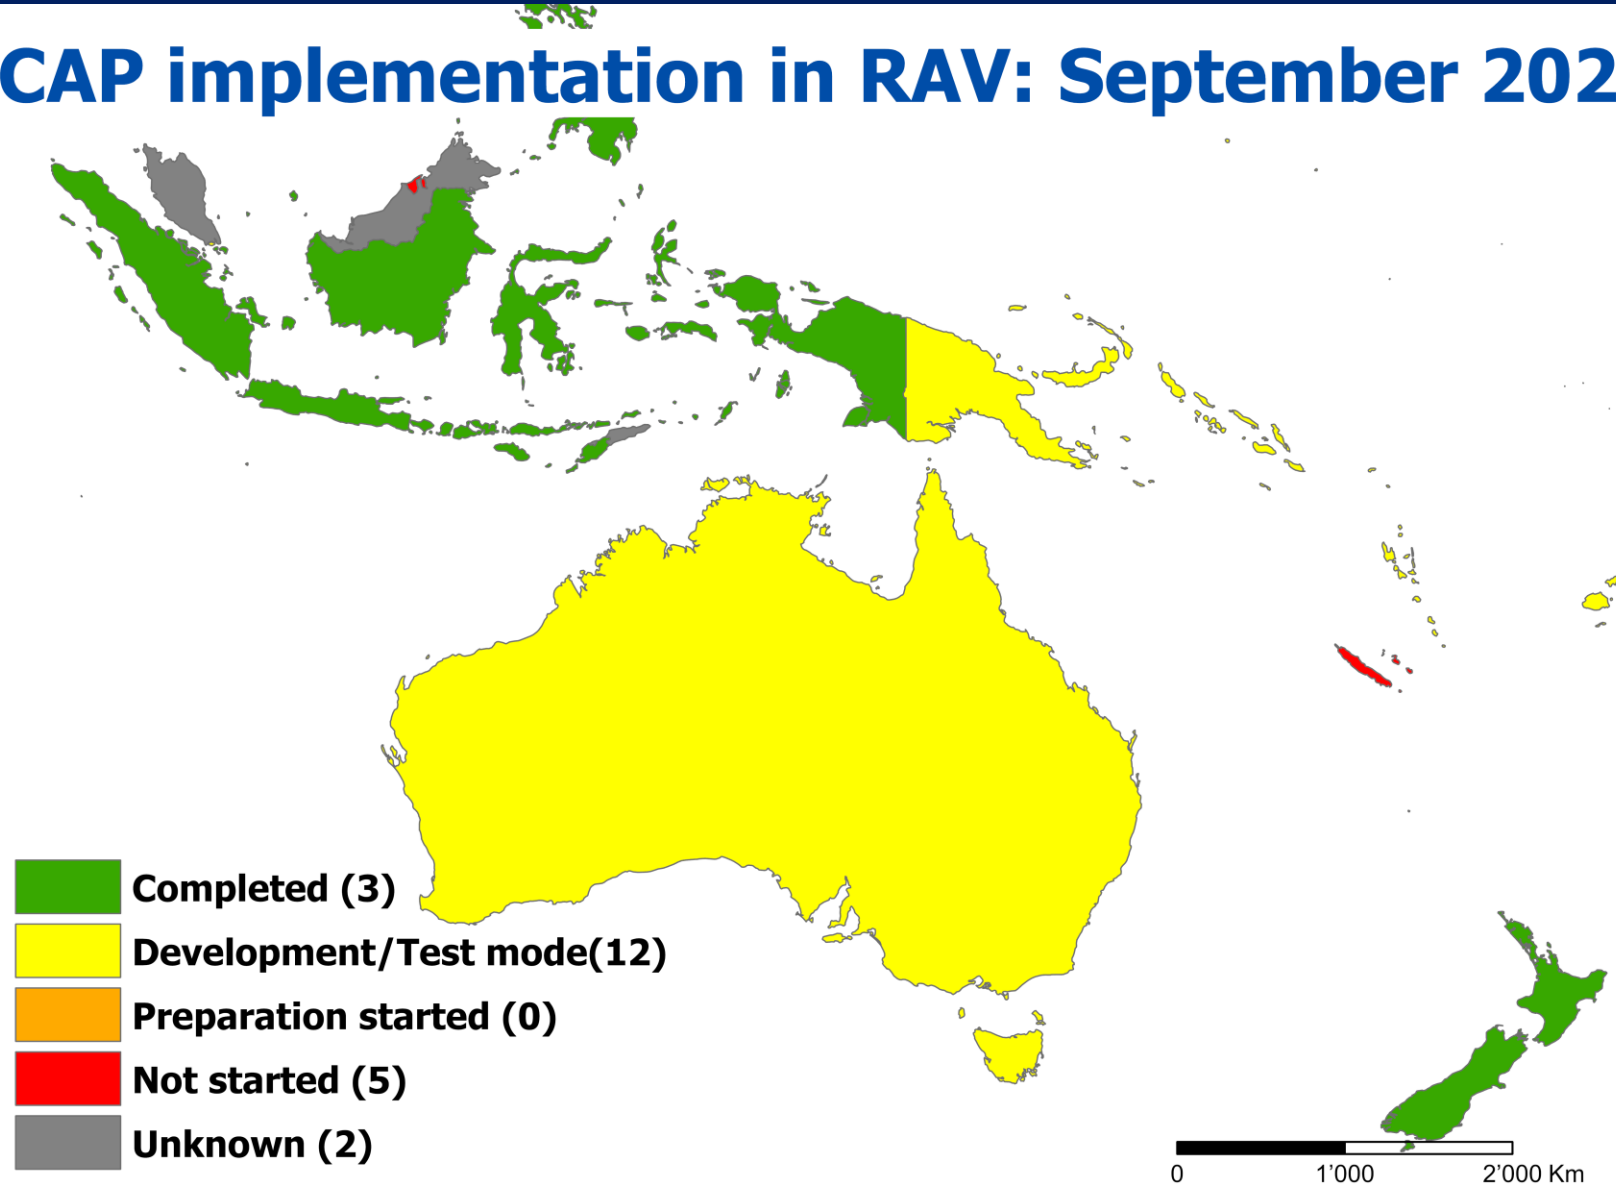 CAP implementation in RAV: September 202
Completed (3)
Development/Test mode(12)
Preparation started (0)
Not started (5)
Unknown (2)
0 1'000 2'000 Km